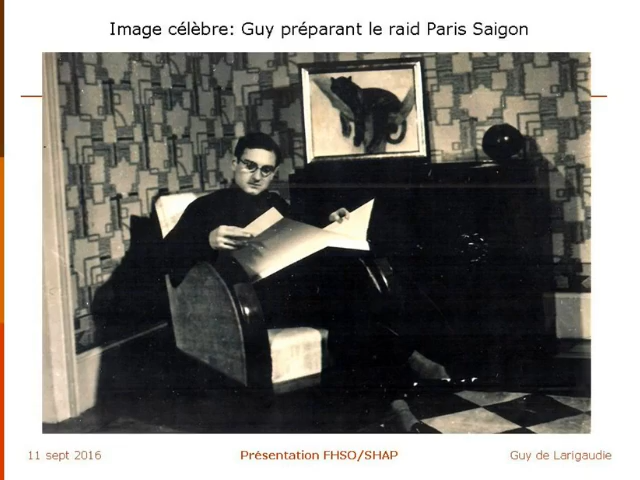 Image célèbre: Guy préparant le raid Paris Saigon
11 sept 2016
Présentation FHSO/SHAP
Guy de Larigaudie